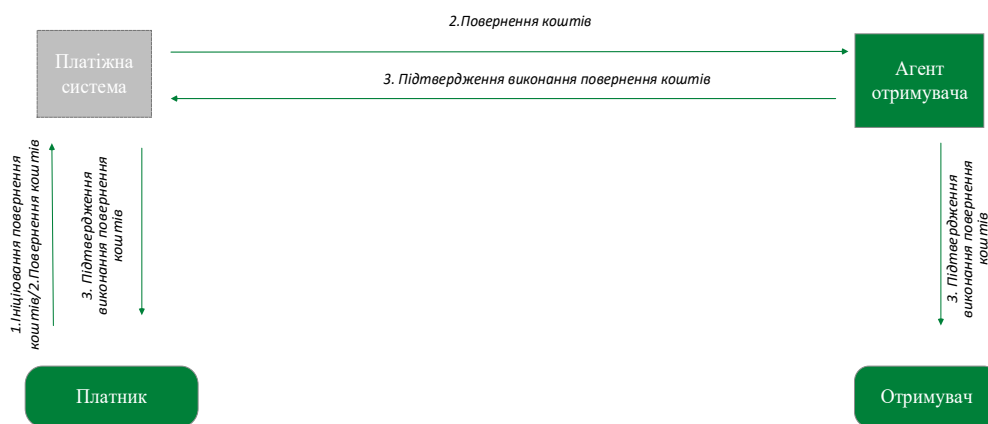 2.Повернення коштів
Платіжна
система
3. Підтвердження виконання повернення коштів
Агент
отримувача
1.Ініціювання повернення
коштів/2.Повернення коштів
3. Підтвердження
виконання повернення
коштів
3. Підтвердження
виконання повернення
коштів
Платник
Отримувач